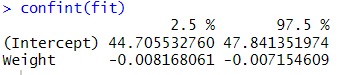 > confint(fit)
2.5 % 97.5 %
(Intercept) 44.705532760 47.841351974
Weight -0.008168061 -0.007154609